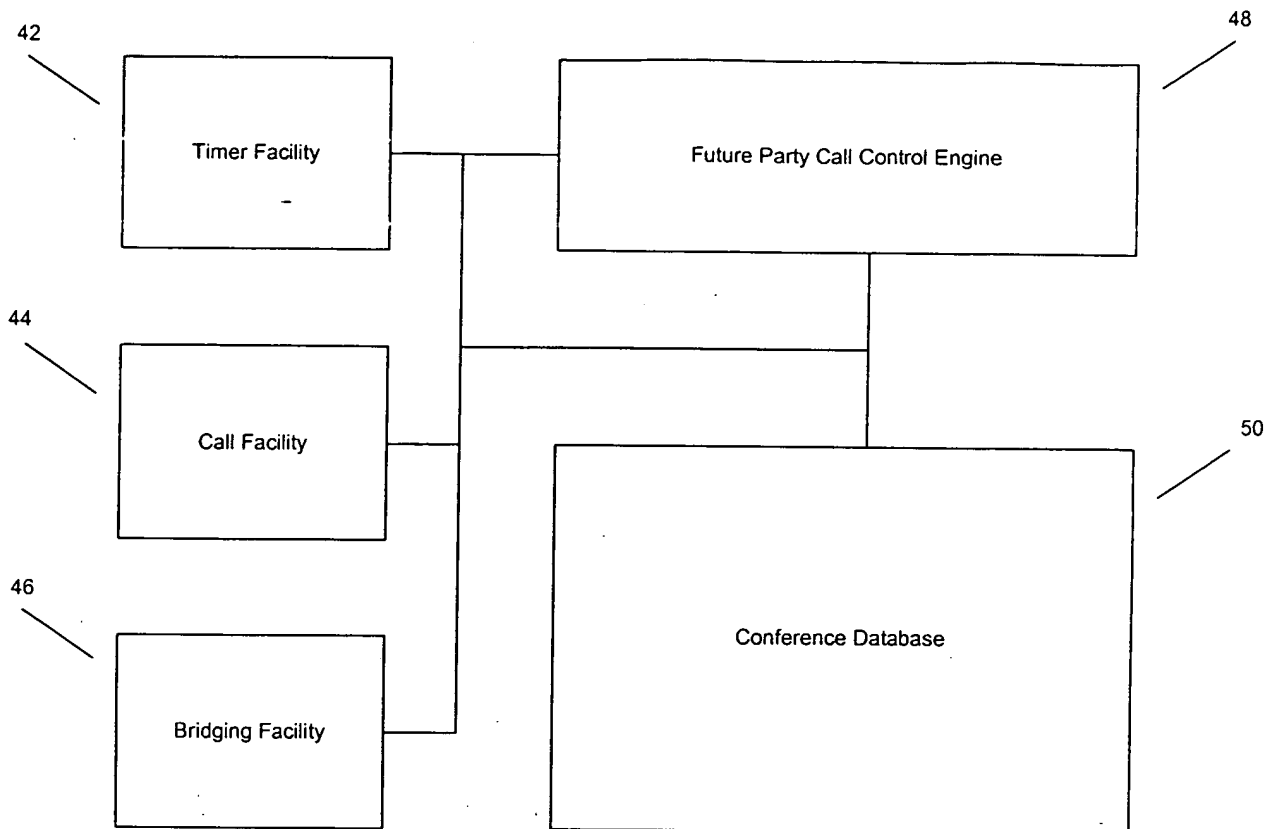 42
48
Timer Facility
Future Party Call Control Engine
44
Call Facility
50
46
Conference Database
Bridging Facility